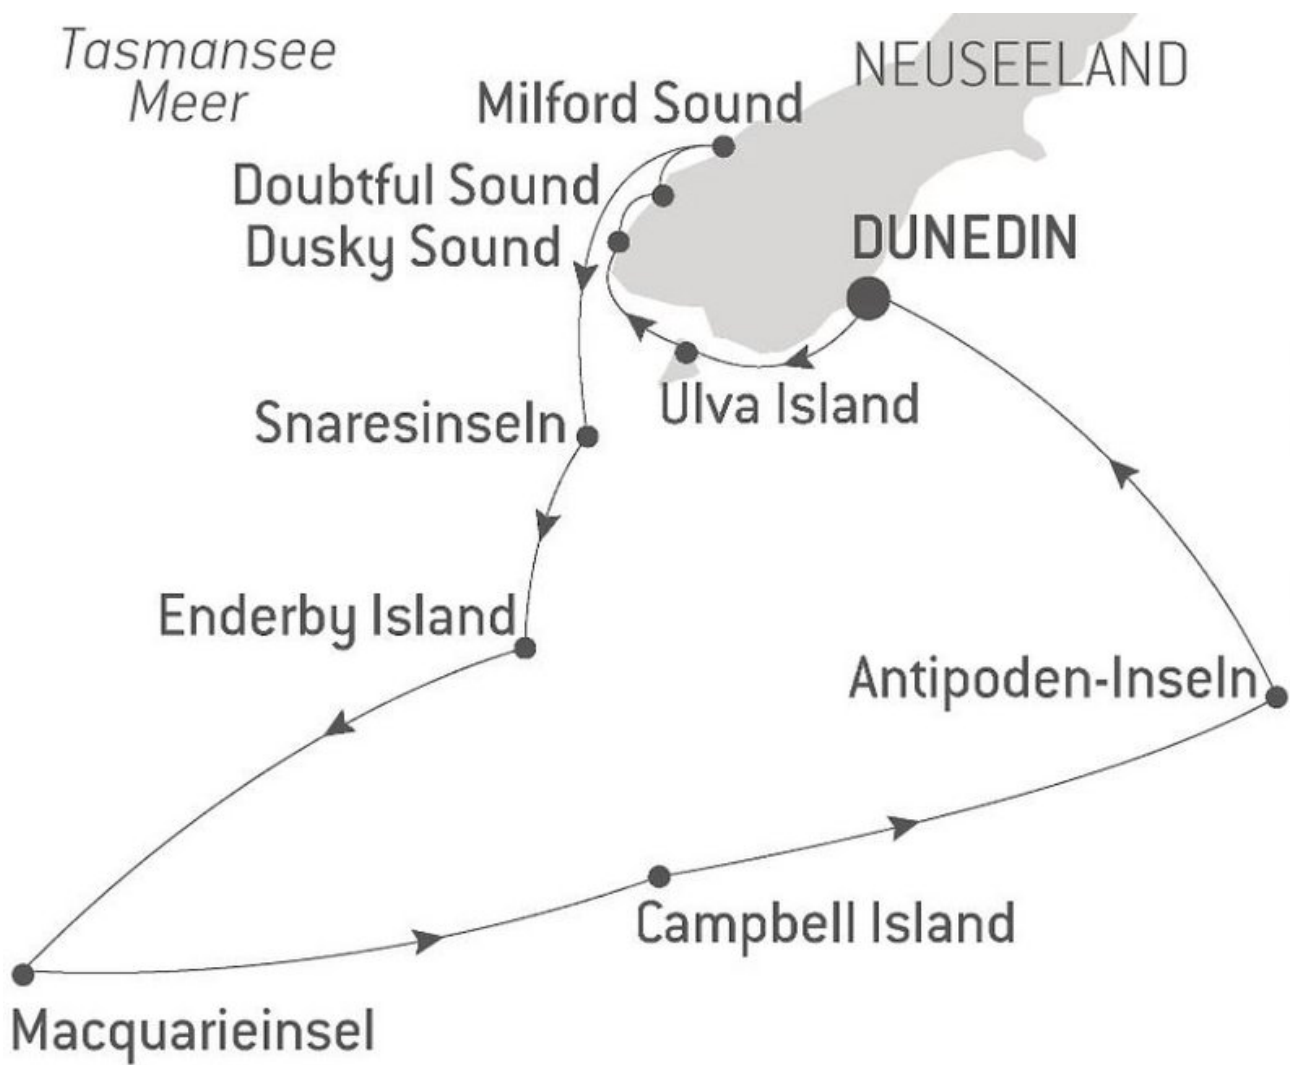 Tasmansee
Meer
NEUSEELAND
Milford Sound
Doubtful Sound
Dusky Sound
DUNEDIN
Ulva Island
Snaresinseln
Enderby Island
Antipoden-Inseln
Campbell Island
Macquarieinsel